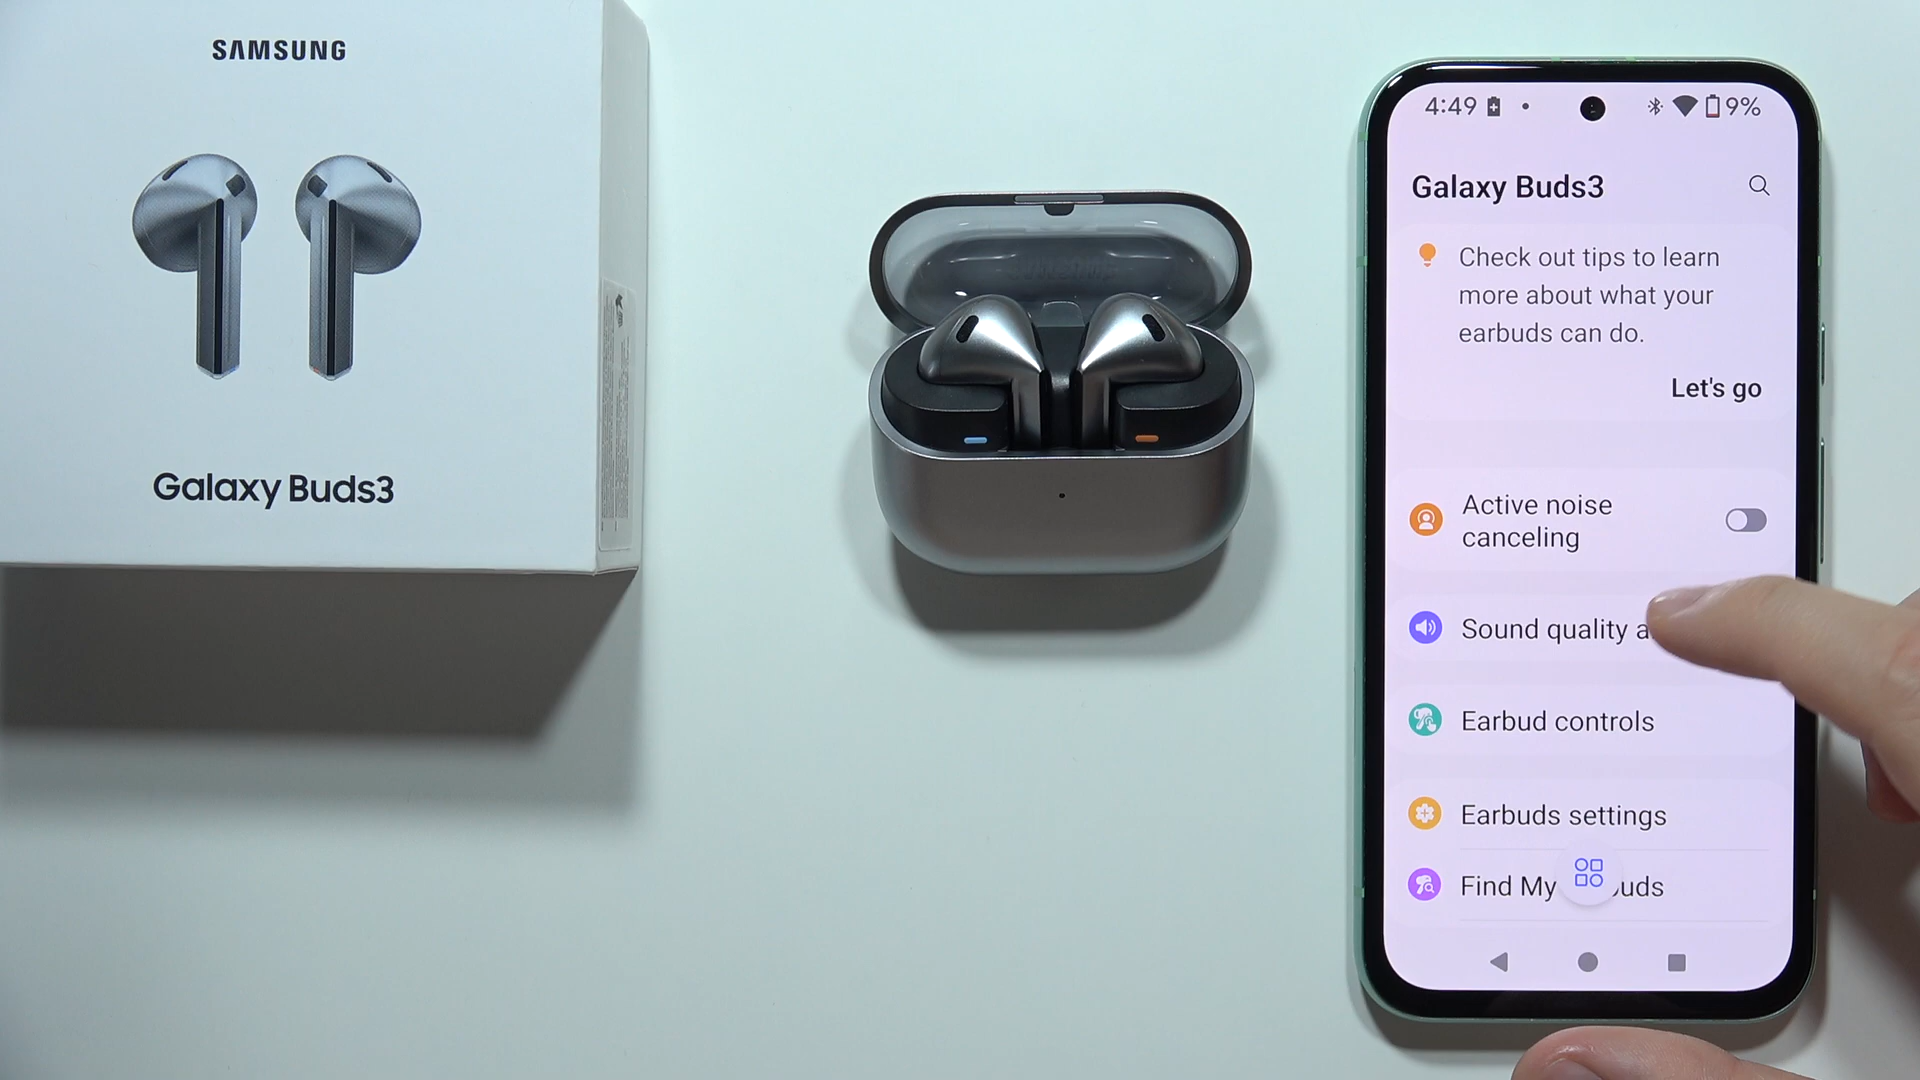 SAMSUNG
Galaxy Buds3
4:49
9%
Galaxy Buds3
Check out tips to learn
more about what your
earbuds can do.
Let's go
Active noise
canceling
Sound quality a
Earbud controls
Earbuds settings
Find My uds